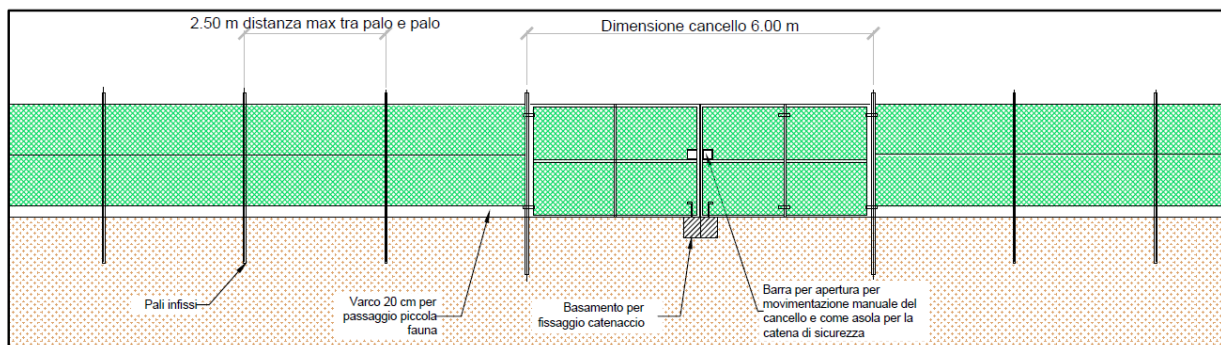 2.50 m distanza max tra palo e palo
Dimensione cancello 6.00 m
Pali infissi
Varco 20 cm per
passaggio piccola
fauna
Basamento per
fissaggio catenaccio
Barra per apertura per
movimentazione manuale del
cancello e come asola per la
catena di sicurezza